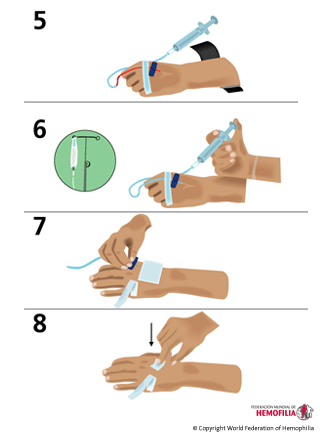 5
6
7
8
FEDERACIÓN MUNDIAL DE
HEMOFILIA
© Copyright World Federation of Hemophilia